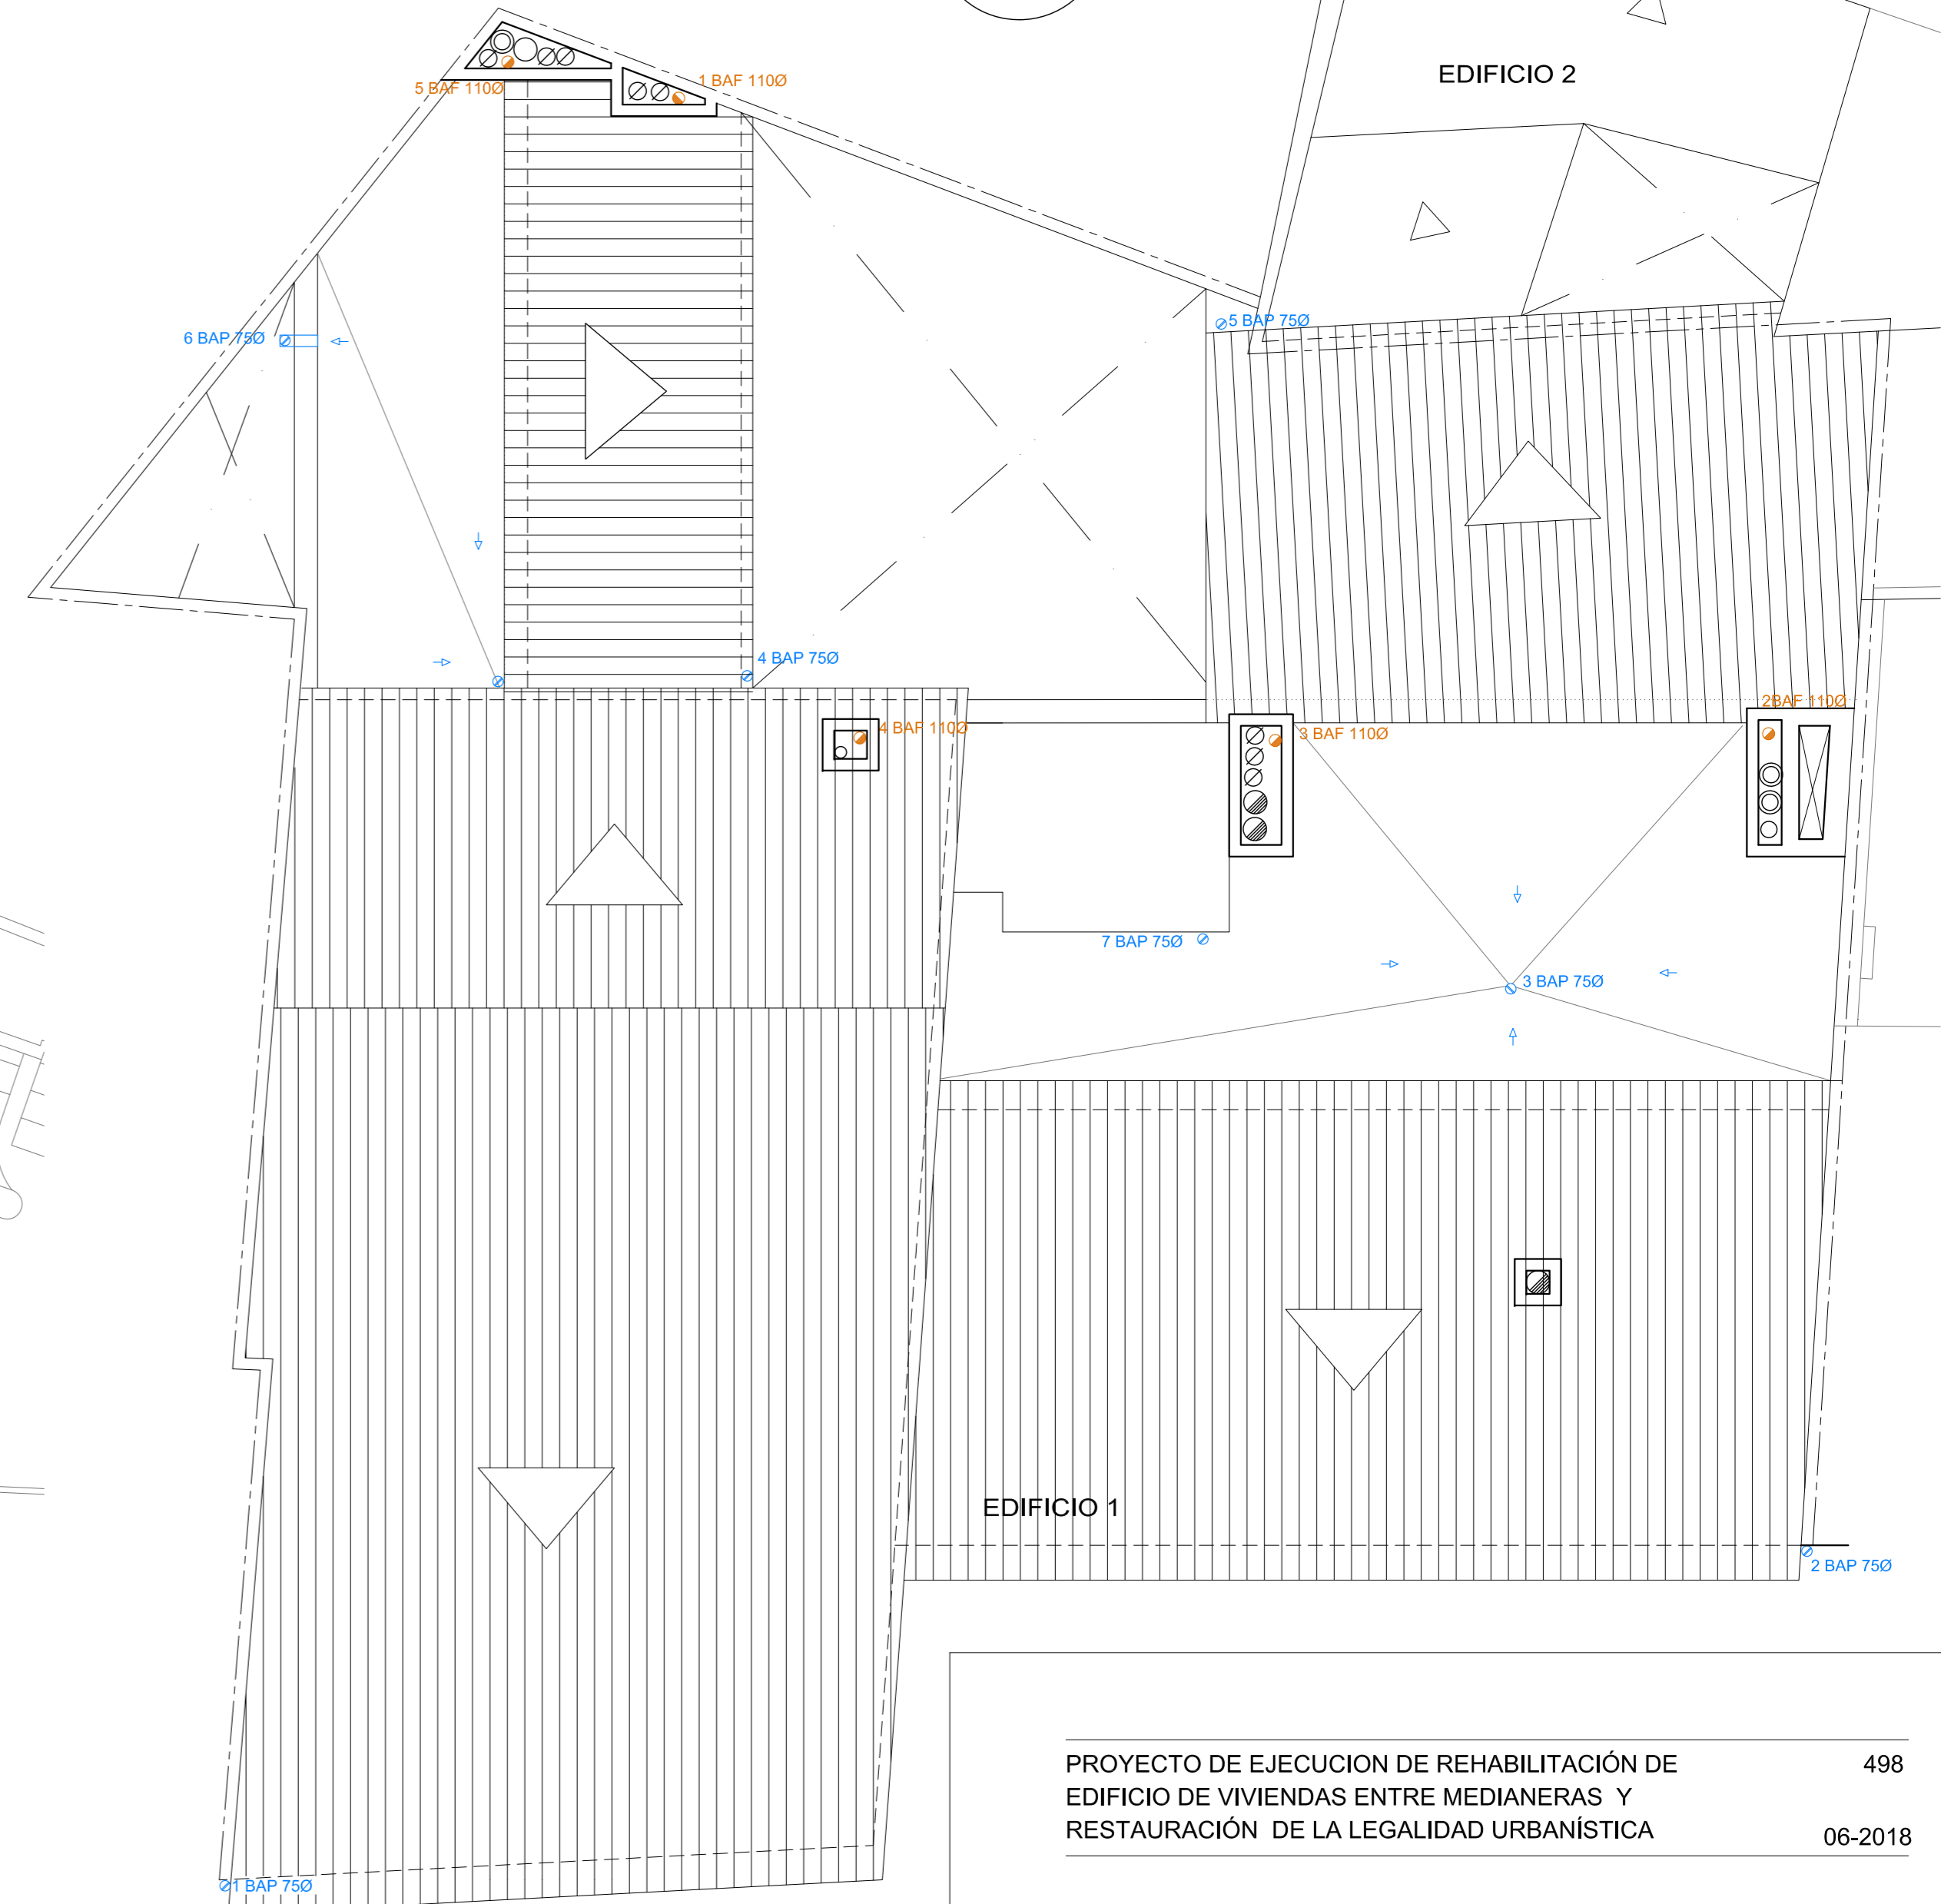 EDIFICIO 2
5 BAF 110Ø
1 BAF 110Ø
6 BAP 75Ø
5 BAP 75Ø
4 BAP 75Ø
2BAF 110Ø
4 BAF 110Ø
3 BAF 110Ø
7 BAP 75Ø
3 BAP 75Ø
EDIFICIO 1
2 BAP 75Ø
PROYECTO DE EJECUCION DE REHABILITACIÓN DE
498
EDIFICIO DE VIVIENDAS ENTRE MEDIANERAS Y
RESTAURACIÓN DE LA LEGALIDAD URBANÍSTICA
06-2018
1 BAP 75Ø